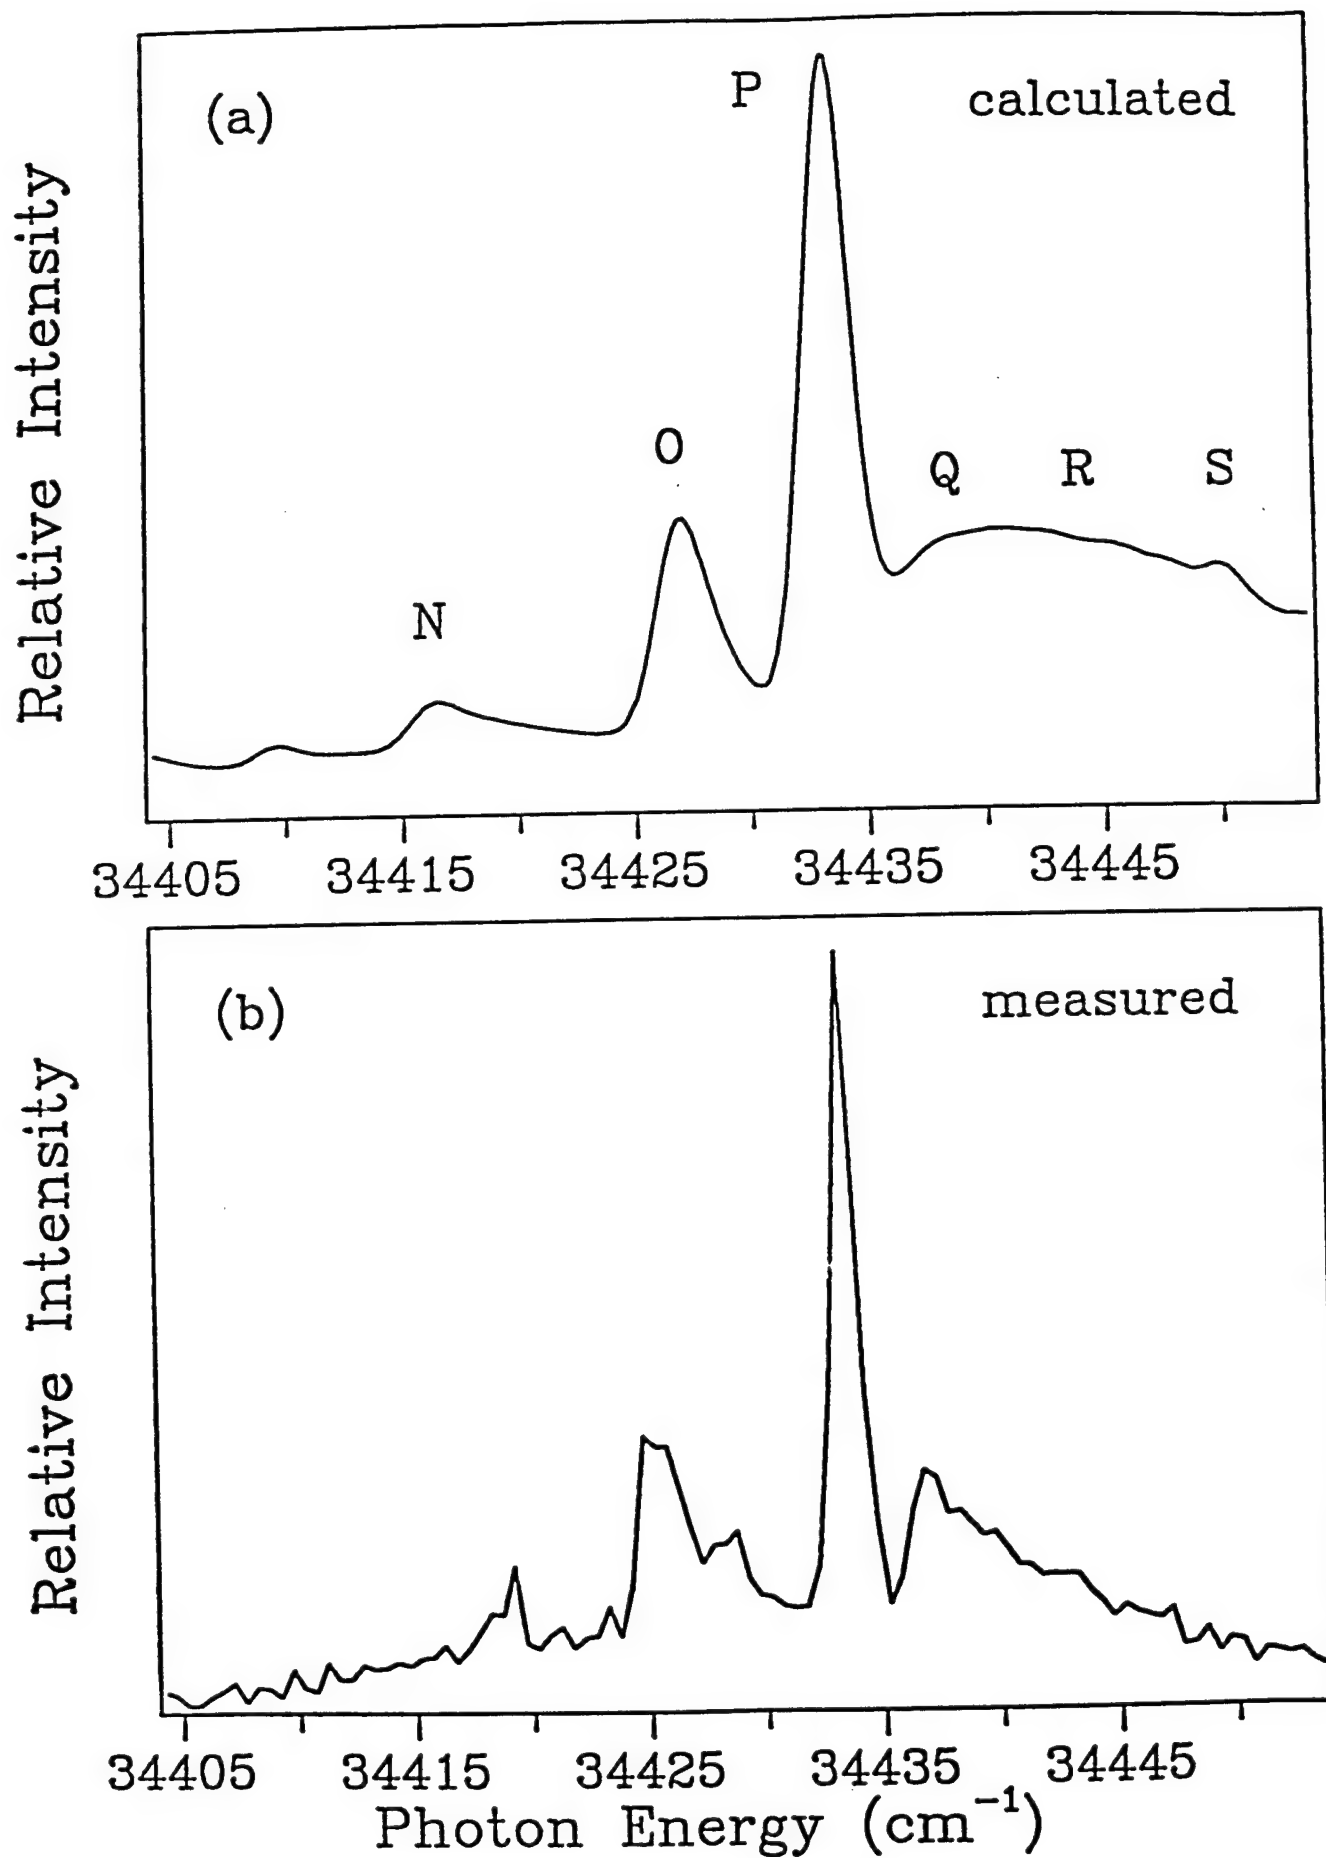 (a)
P
calculated
O
Q R S
N
Relative Intensity
34405 34415 34425 34435 34445
(b)
measured
Relative Intensity
34405 34415 34425 34435 34445
Photon Energy (cm⁻¹)